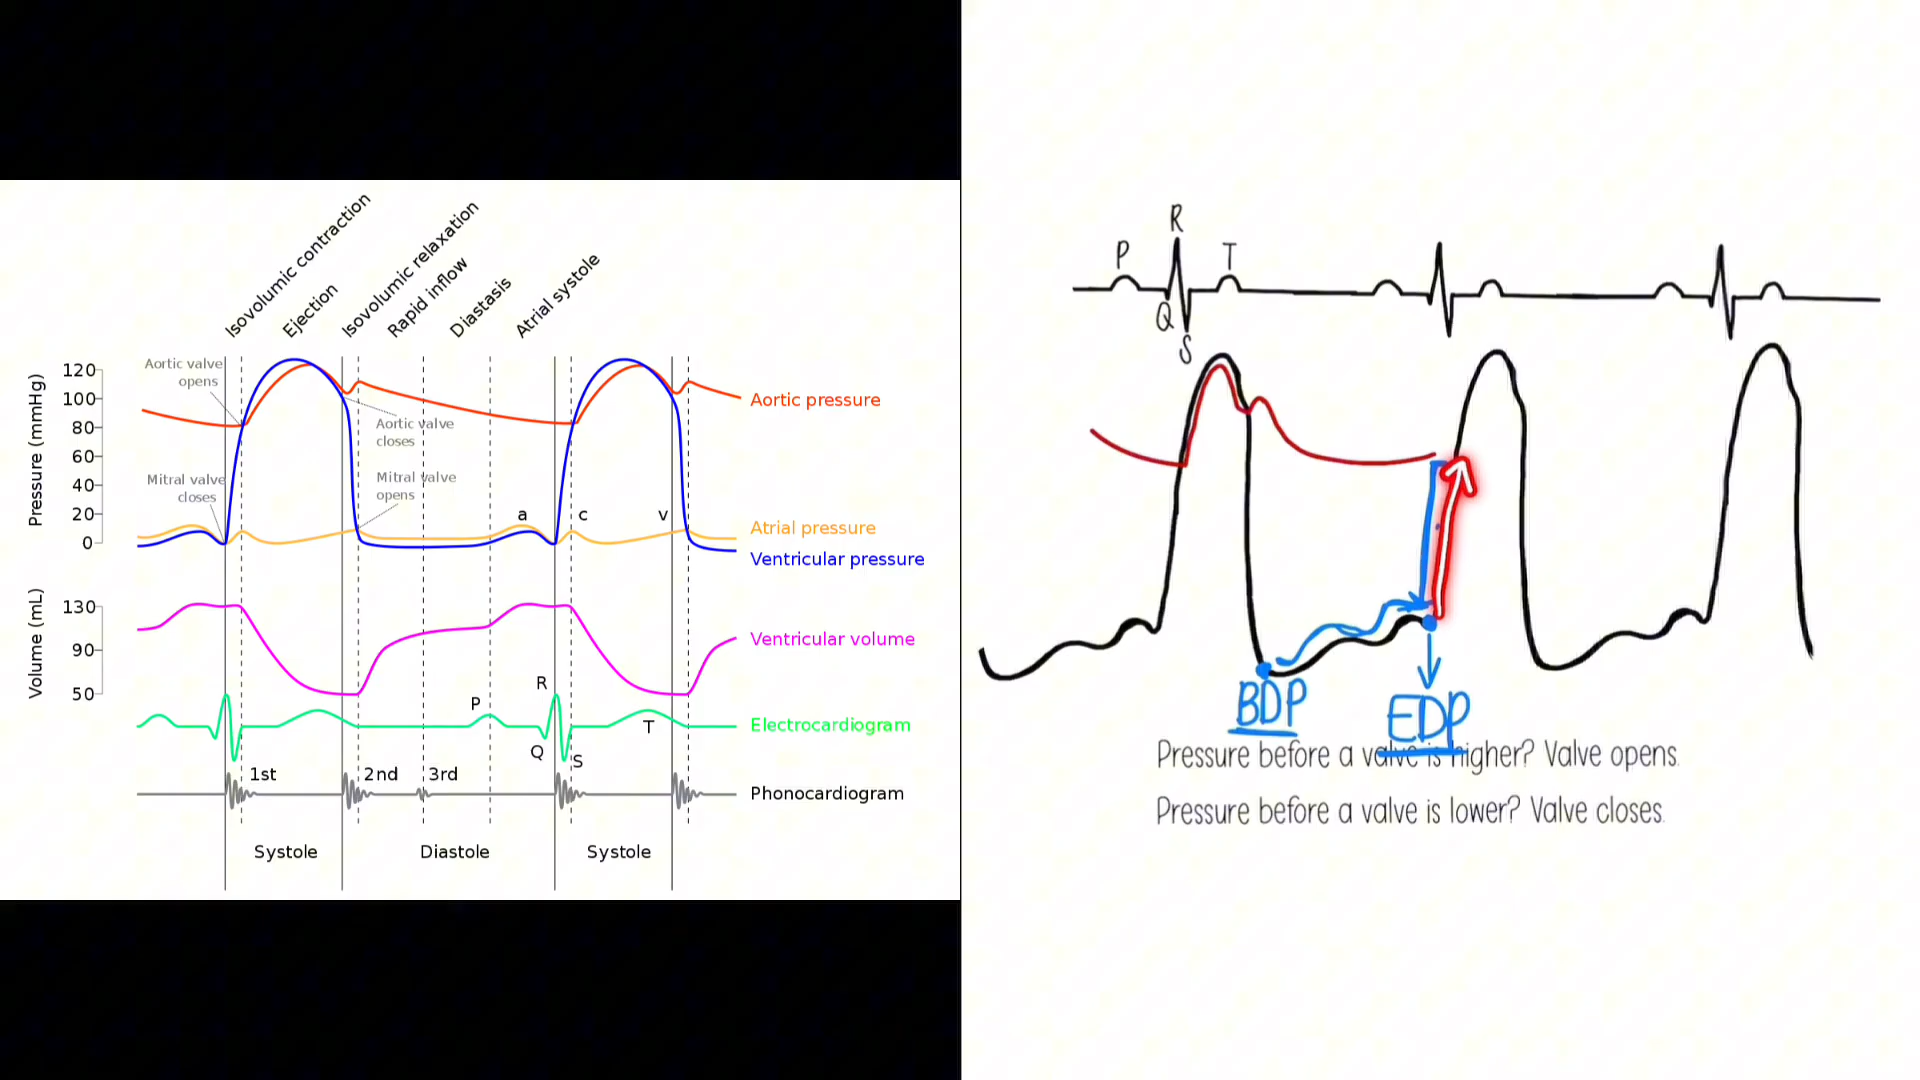 Isovolumic contraction
Ejection
Isovolumic relaxation
Rapid inflow
Diastasis
Atrial systole
Pressure (mmHg)
120
100
80
60
40
20
0
Aortic valve
opens
Mitral valve
closes
Aortic valve
closes
Mitral valve
opens
a
c
v
Aortic pressure
Atrial pressure
Ventricular pressure
Volume (mL)
130
90
50
Ventricular volume
R
P
Q
S
T
Electrocardiogram
1st
2nd
3rd
Phonocardiogram
Systole
Diastole
Systole
R
P
T
Q
S
BDP
EDP
Pressure before a valve is higher? Valve opens.
Pressure before a valve is lower? Valve closes.